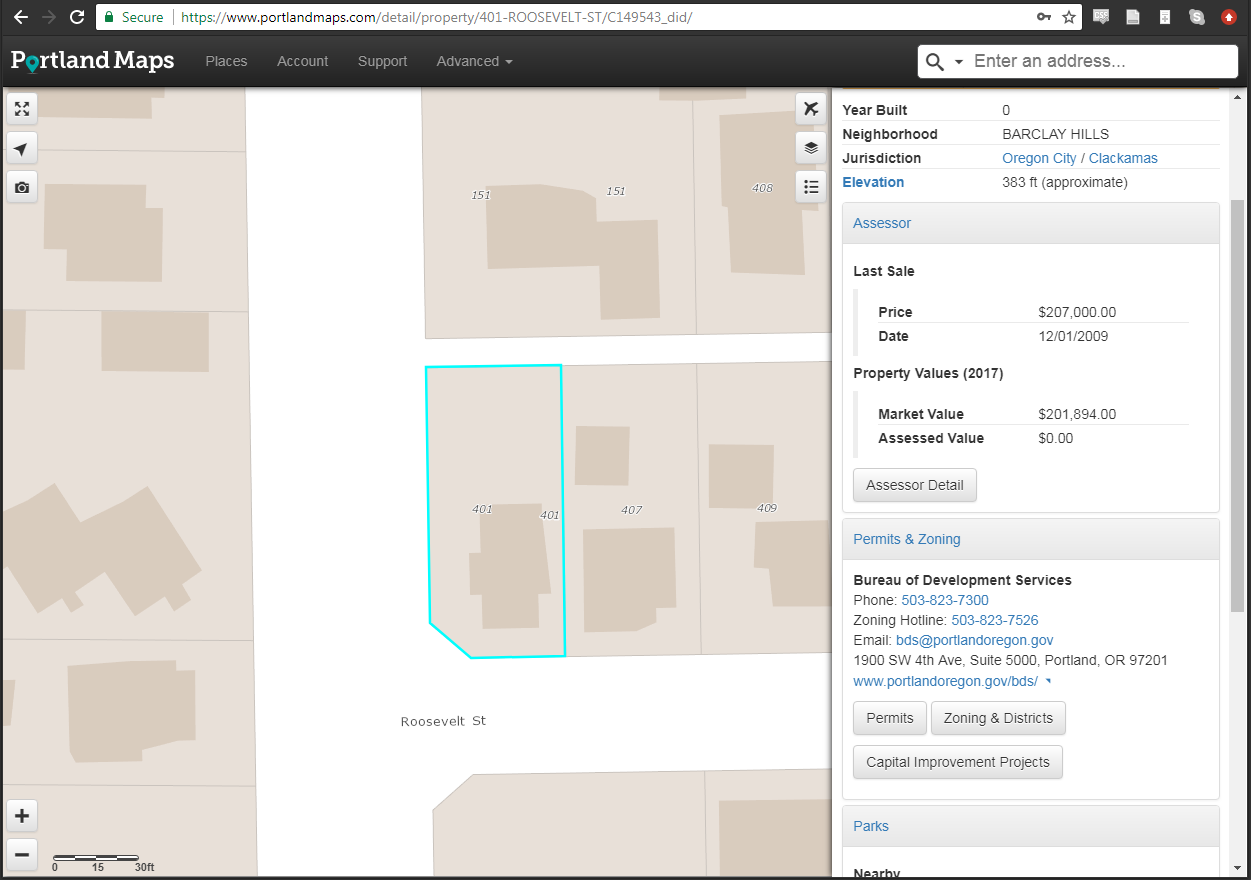 Secure https://www.portlandmaps.com/detail/property/401-ROOSEVELT-ST/C149543_did/
Portland Maps Places Account Support Advanced Enter an address...
151
151
408
401
401
407
409
Roosevelt St
0 15 30ft
Year Built 0
Neighborhood BARCLAY HILLS
Jurisdiction Oregon City / Clackamas
Elevation 383 ft (approximate)
Assessor
Last Sale
Price $207,000.00
Date 12/01/2009
Property Values (2017)
Market Value $201,894.00
Assessed Value $0.00
Assessor Detail
Permits & Zoning
Bureau of Development Services
Phone: 503-823-7300
Zoning Hotline: 503-823-7526
Email: bds@portlandoregon.gov
1900 SW 4th Ave, Suite 5000, Portland, OR 97201
www.portlandoregon.gov/bds/
Permits Zoning & Districts
Capital Improvement Projects
Parks
Nearby